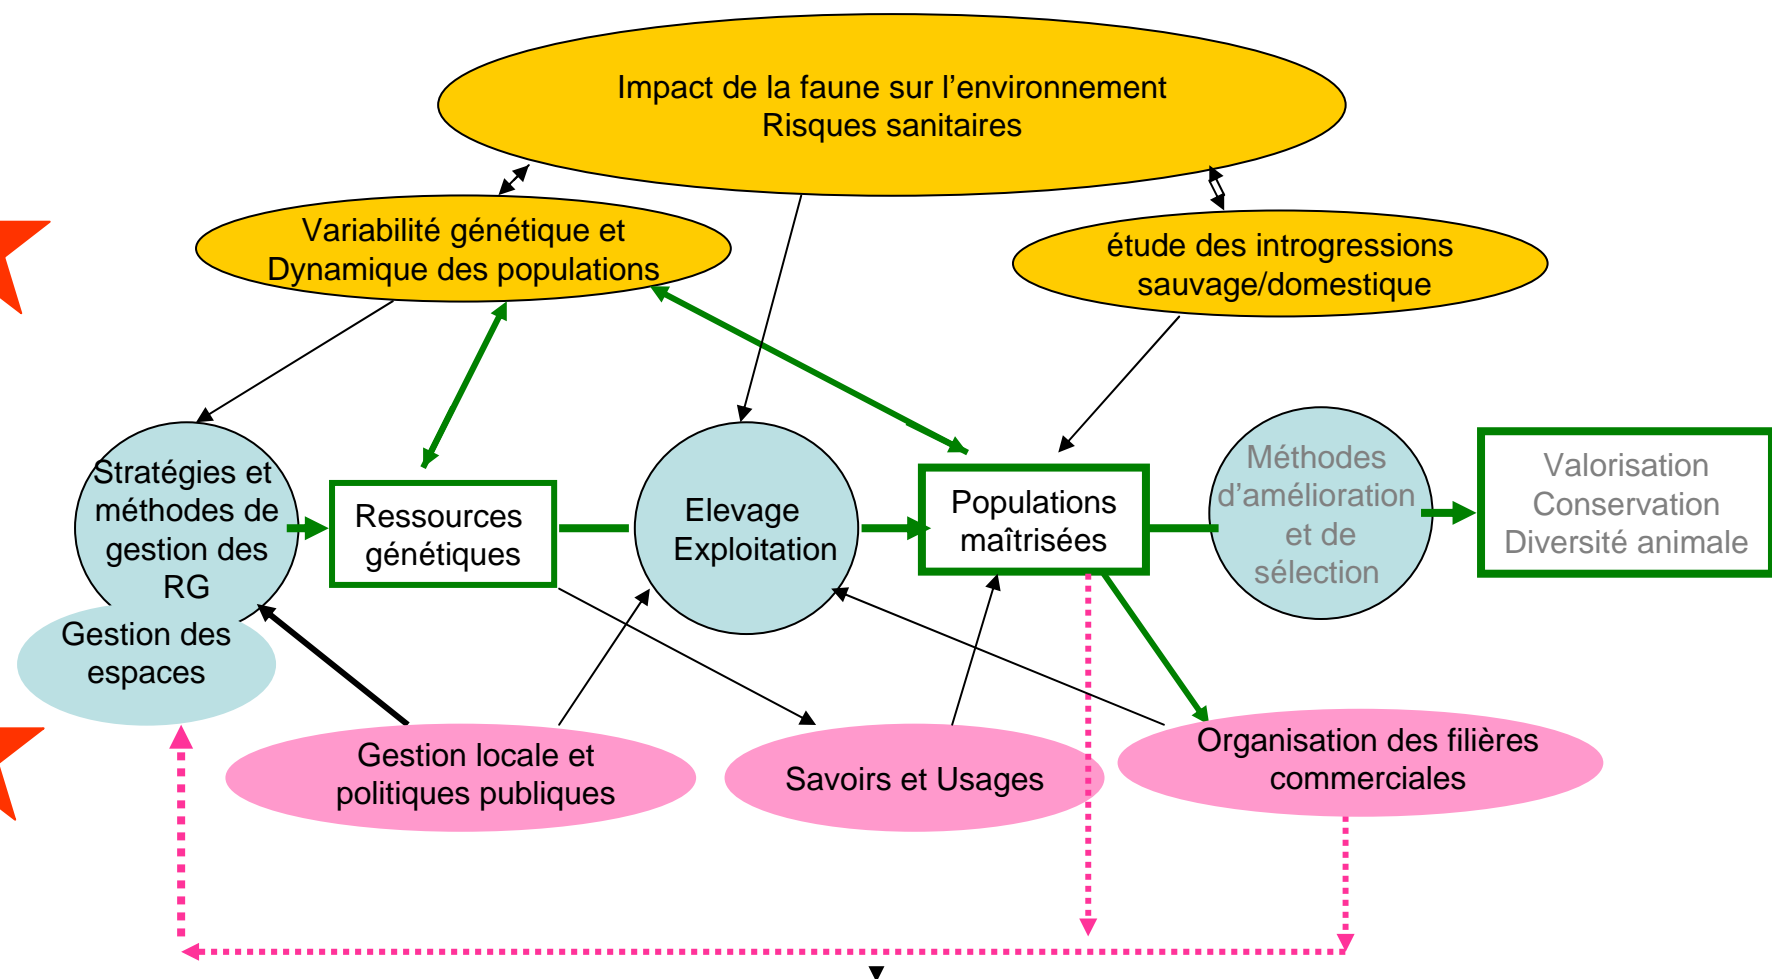 Impact de la faune sur l’environnement
Risques sanitaires
Variabilité génétique et
Dynamique des populations
étude des introgressions
sauvage/domestique
Stratégies et
méthodes de
gestion des
RG
Gestion des
espaces
Ressources
génétiques
Elevage
Exploitation
Populations
maîtrisées
Méthodes
d’amélioration
et de
sélection
Valorisation
Conservation
Diversité animale
Gestion locale et
politiques publiques
Savoirs et Usages
Organisation des filières
commerciales